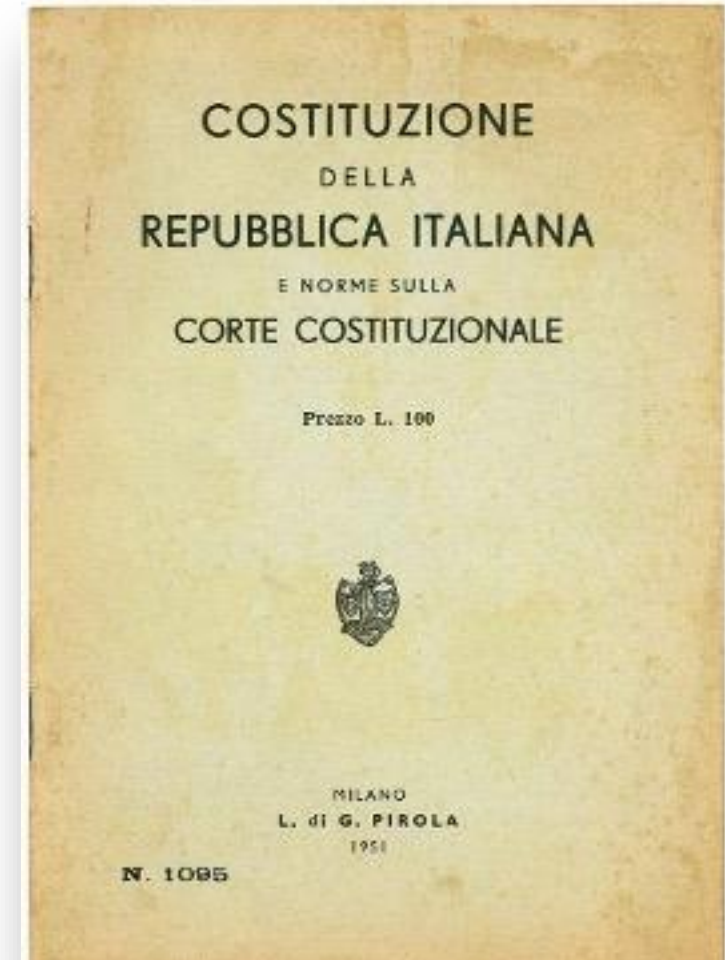 COSTITUZIONE
DELLA
REPUBBLICA ITALIANA
E NORME SULLA
CORTE COSTITUZIONALE
Prezzo L. 100
MILANO
L. di G. PIROLA
1951
N. 1095